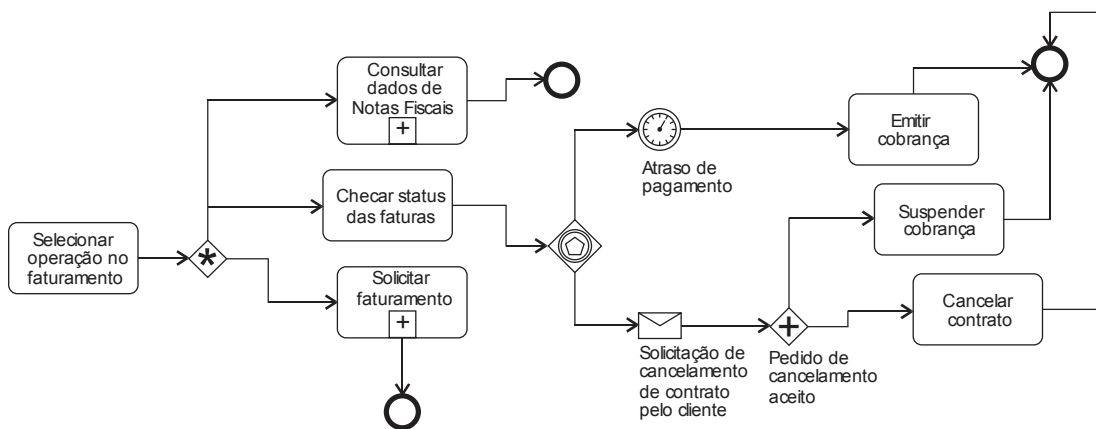 Consultar
dados de
Notas Fiscais
Checar status
das faturas
Selecionar
operação no
faturamento
Solicitar
faturamento
Atraso de
pagamento
Emitir
cobrança
Suspender
cobrança
Cancelar
contrato
Solicitação de
cancelamento
de contrato
pelo cliente
Pedido de
cancelamento
aceito